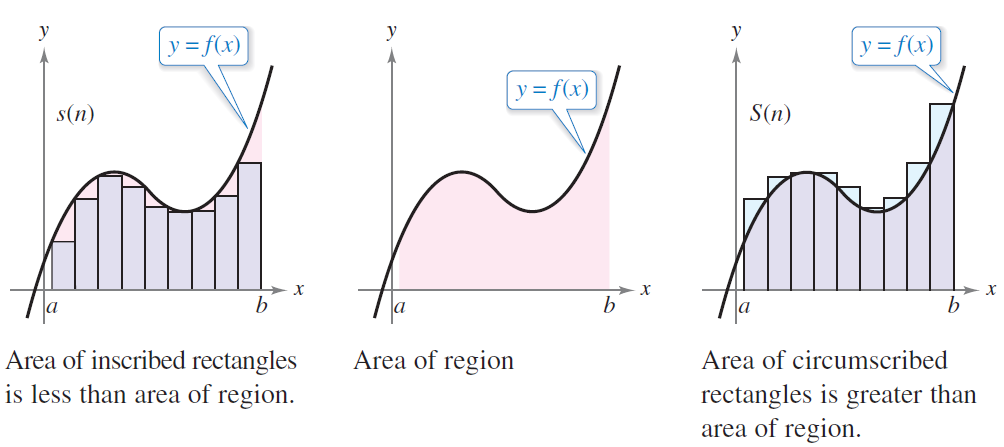 y
y = f(x)
s(n)
a
b
x
Area of inscribed rectangles
is less than area of region.
y
y = f(x)
a
b
x
Area of region
y
y = f(x)
S(n)
a
b
x
Area of circumscribed
rectangles is greater than
area of region.